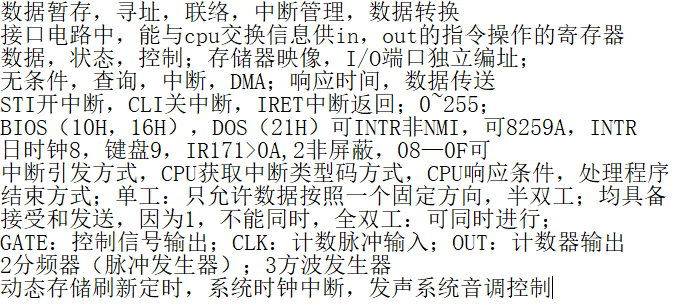 数据暂存，寻址，联络，中断管理，数据转换
接口电路中，能与cpu交换信息供in，out的指令操作的寄存器
数据，状态，控制；存储器映像，I/O端口独立编址；
无条件，查询，中断，DMA；响应时间，数据传送
STI开中断，CLI关中断，IRET中断返回；0~255；
BIOS（10H，16H），DOS（21H）可INTR非NMI，可8259A，INTR
日时钟8，键盘9，IR171>0A,2非屏蔽，08—0F可
中断引发方式，CPU获取中断类型码方式，CPU响应条件，处理程序
结束方式；单工：只允许数据按照一个固定方向，半双工；均具备
接受和发送，因为1，不能同时，全双工：可同时进行；
GATE：控制信号输出；CLK：计数脉冲输入；OUT：计数器输出
2分频器（脉冲发生器）；3方波发生器
动态存储刷新定时，系统时钟中断，发声系统音调控制